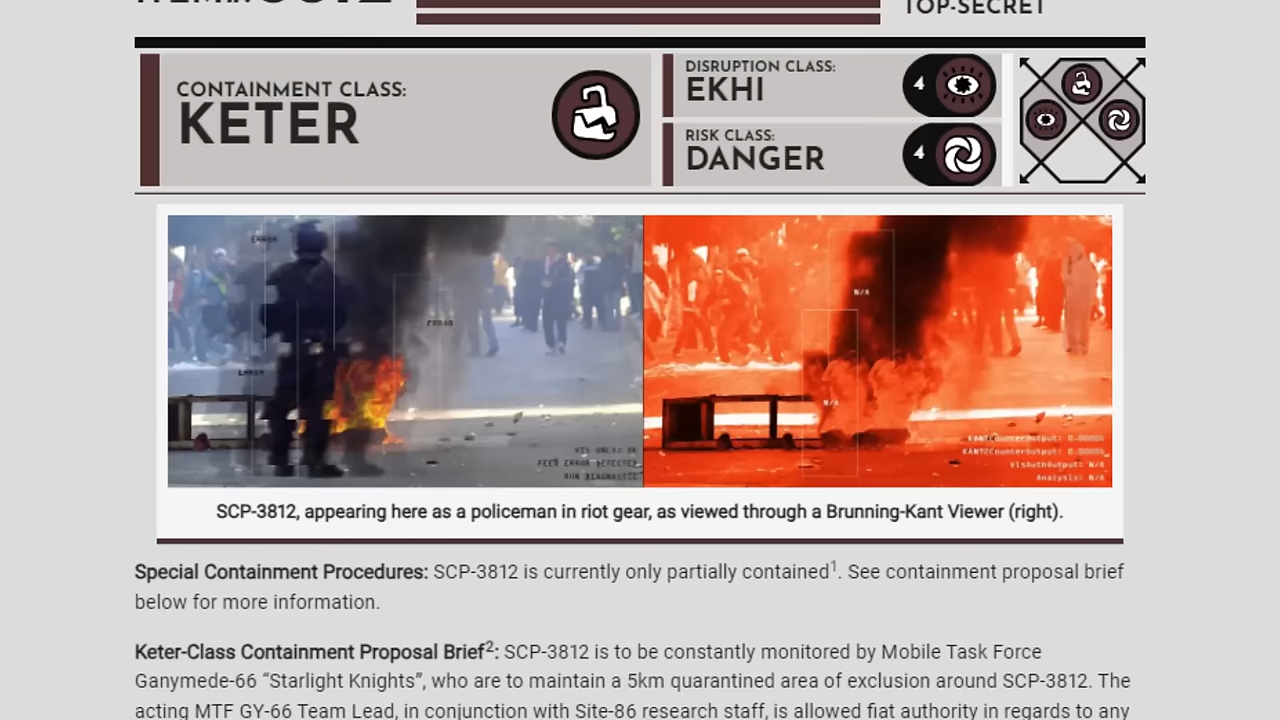 TOP-SECRET
CONTAINMENT CLASS:
KETER
DISRUPTION CLASS:
EKHI
4
RISK CLASS:
DANGER
4
ERROR
ERROR
ERROR
FEED ERROR DETECTED
RUN DIAGNOSTIC
N/A
N/A
VisAuthOutput: N/A
Analysis: N/A
SCP-3812, appearing here as a policeman in riot gear, as viewed through a Brunning-Kant Viewer (right).
Special Containment Procedures: SCP-3812 is currently only partially contained1. See containment proposal brief
below for more information.
Keter-Class Containment Proposal Brief2: SCP-3812 is to be constantly monitored by Mobile Task Force
Ganymede-66 “Starlight Knights”, who are to maintain a 5km quarantined area of exclusion around SCP-3812. The
acting MTF GY-66 Team Lead, in conjunction with Site-86 research staff, is allowed fiat authority in regards to any